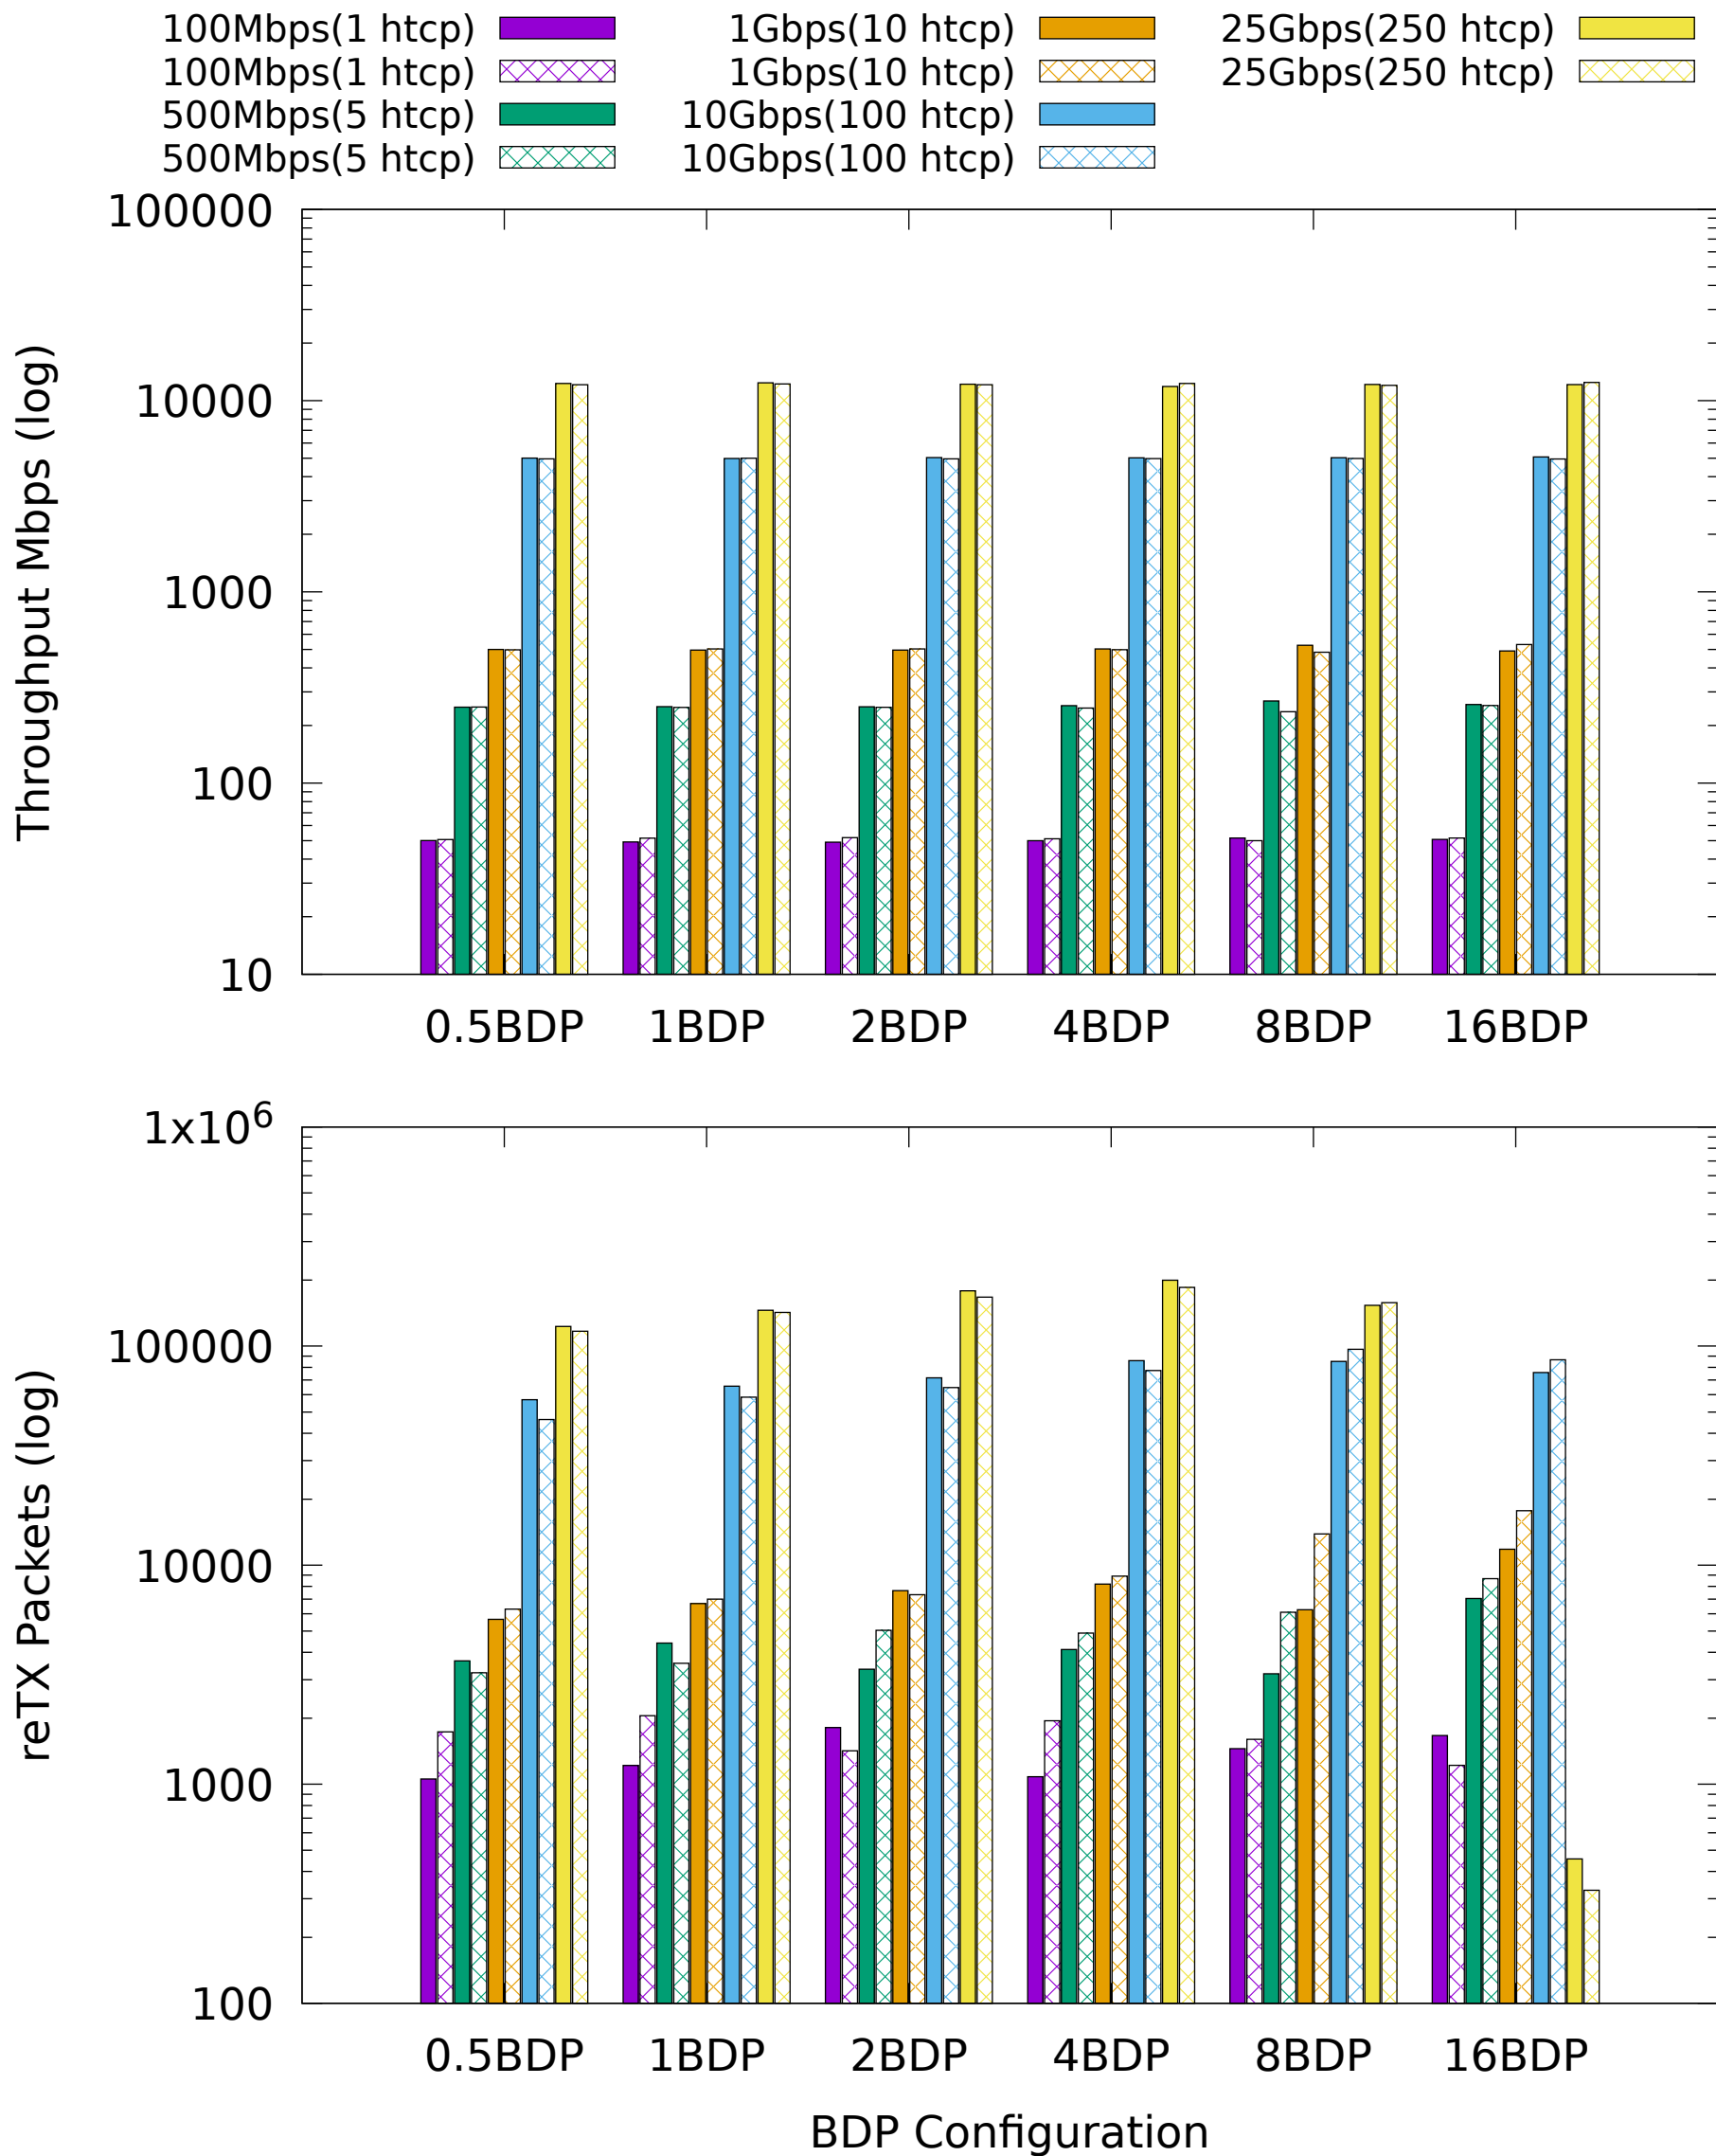 100Mbps(1 htcp)
100Mbps(1 htcp)
500Mbps(5 htcp)
500Mbps(5 htcp)
1Gbps(10 htcp)
1Gbps(10 htcp)
10Gbps(100 htcp)
10Gbps(100 htcp)
25Gbps(250 htcp)
25Gbps(250 htcp)
Throughput Mbps (log)
100000
10000
1000
100
10
0.5BDP 1BDP 2BDP 4BDP 8BDP 16BDP
reTX Packets (log)
1x10⁶
100000
10000
1000
100
0.5BDP 1BDP 2BDP 4BDP 8BDP 16BDP
BDP Configuration